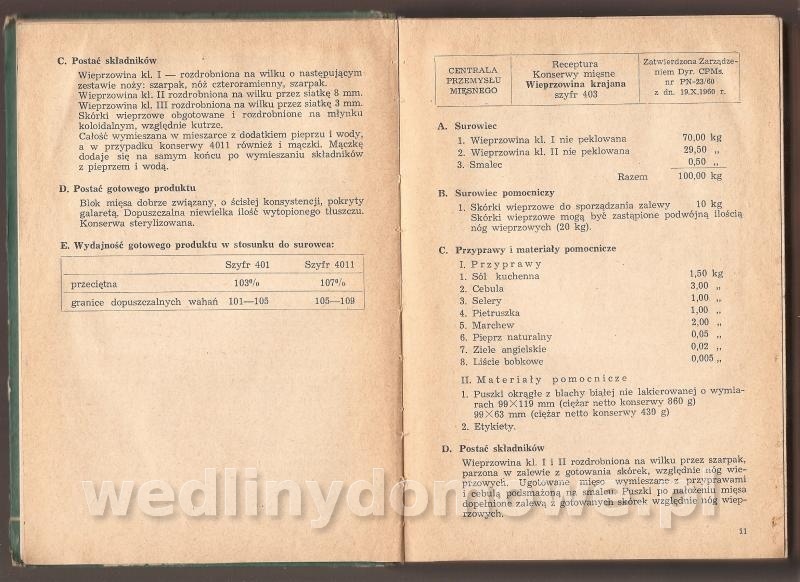 C. Postać składników
Wieprzowina kl. I — rozdrobniona na wilku o następującym
zestawie noży: szarpak, nóż czteroramienny, szarpak.
Wieprzowina kl. II rozdrobniona na wilku przez siatkę 8 mm.
Wieprzowina kl. III rozdrobniona na wilku przez siatkę 3 mm.
Skórki wieprzowe obgotowane i rozdrobnione na młynku
koloidalnym, względnie kutrze.
Całość wymieszana w mieszarce z dodatkiem pieprzu i wody,
a w przypadku konserwy 4011 również i mączki. Mączkę
dodaje się na samym końcu po wymieszaniu składników
z pieprzem i wodą.
D. Postać gotowego produktu
Blok mięsa dobrze związany, o ścisłej konsystencji, pokryty
galaretą. Dopuszczalna niewielka ilość wytopionego tłuszczu.
Konserwa sterylizowana.
E. Wydajność gotowego produktu w stosunku do surowca:
Szyfr 401 Szyfr 4011
przeciętna 103% 107%
granice dopuszczalnych wahań 101—105 105—109
CENTRALA
PRZEMYSŁU
MIĘSNEGO
Receptura
Konserwy mięsne
Wieprzowina krajana
szyfr 403
Zatwierdzona Zarządze-
niem Dyr. CPMs.
nr PN-23/60
z dn. 19.X.1960 r.
A. Surowiec
1. Wieprzowina kl. I nie peklowana 70,00 kg
2. Wieprzowina kl. II nie peklowana 29,50 „
3. Smalec 0,50 „
Razem 100,00 kg
B. Surowiec pomocniczy
1. Skórki wieprzowe do sporządzania zalewy 10 kg
Skórki wieprzowe mogą być zastąpione podwójną ilością
nóg wieprzowych (20 kg).
C. Przyprawy i materiały pomocnicze
I. Przyprawy
1. Sól kuchenna 1,50 kg
2. Cebula 3,00 „
3. Selery 1,00 „
4. Pietruszka 1,00 „
5. Marchew 2,00 „
6. Pieprz naturalny 0,05 „
7. Ziele angielskie 0,02 „
8. Liście bobkowe 0,005 „
II. Materiały pomocnicze
1. Puszki okrągłe z blachy białej nie lakierowanej o wymia-
rach 99×119 mm (ciężar netto konserwy 860 g)
99×63 mm (ciężar netto konserwy 430 g)
2. Etykiety.
D. Postać składników
Wieprzowina kl. I i II rozdrobniona na wilku przez szarpak,
parzona w zalewie z gotowania skórek, względnie nóg wie-
przowych. Ugotowane mięso wymieszane z przyprawami
i cebulą podsmażoną na smalcu. Puszki po nałożeniu mięsa
dopełnione zalewą z gotowanych skórek względnie nóg wiep-
rzowych.
11
wedlinydomowe.pl